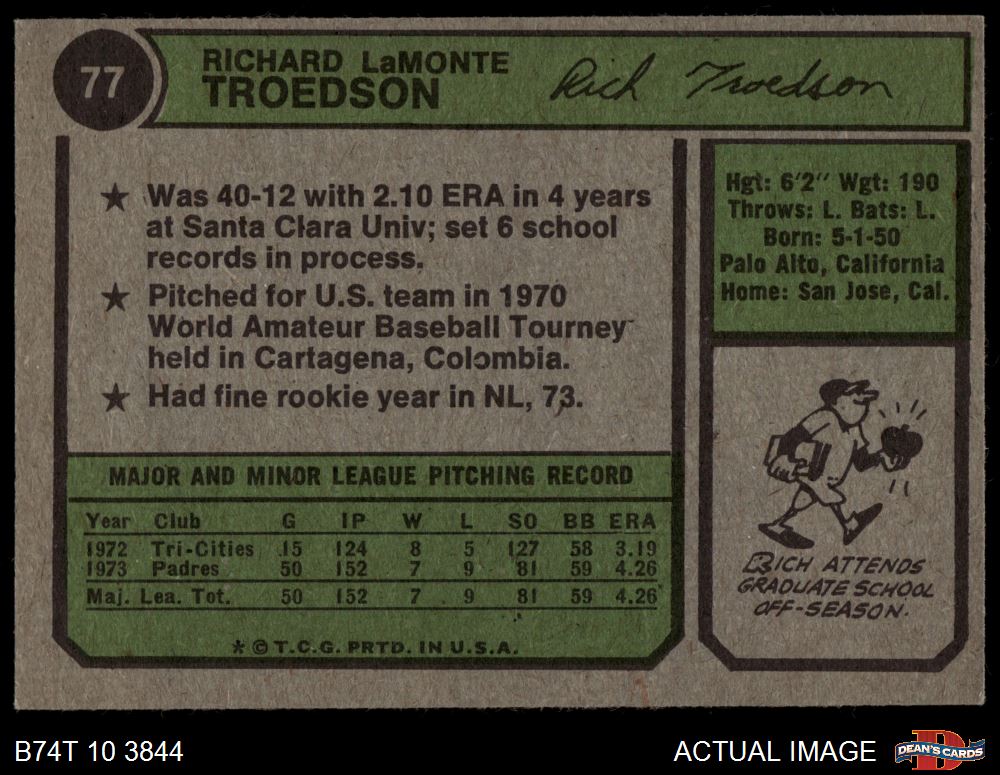 77
RICHARD LaMONTE
TROEDSON
Rich Troedson
★ Was 40-12 with 2.10 ERA in 4 years
at Santa Clara Univ; set 6 school
records in process.
★ Pitched for U.S. team in 1970
World Amateur Baseball Tourney
held in Cartagena, Colombia.
★ Had fine rookie year in NL, 73.
Hgt: 6'2" Wgt: 190
Throws: L. Bats: L.
Born: 5-1-50
Palo Alto, California
Home: San Jose, Cal.
MAJOR AND MINOR LEAGUE PITCHING RECORD
Year Club G IP W L SO BB ERA
1972 Tri-Cities 15 124 8 5 127 58 3.19
1973 Padres 50 152 7 9 81 59 4.26
Maj. Lea. Tot. 50 152 7 9 81 59 4.26
* © T.C.G. PRTD. IN U.S.A.
RICH ATTENDS
GRADUATE SCHOOL
OFF-SEASON.
B74T 10 3844
ACTUAL IMAGE
D
DEAN'S CARDS